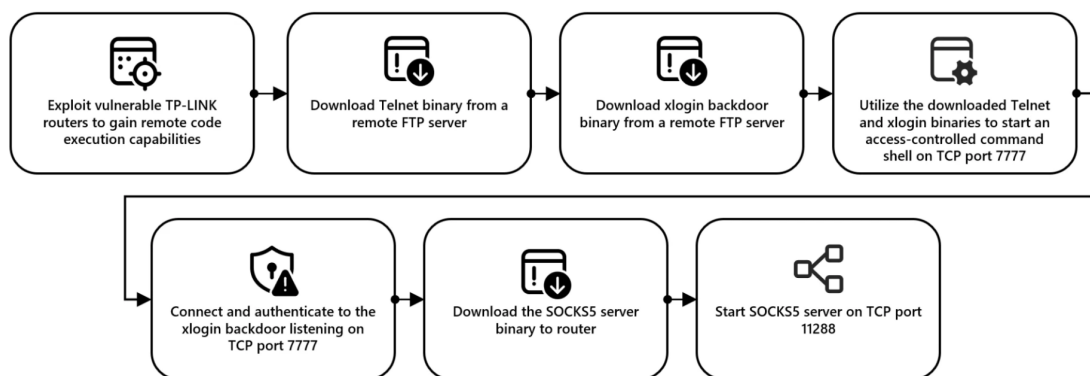 Exploit vulnerable TP-LINK
routers to gain remote code
execution capabilities
Download Telnet binary from a
remote FTP server
Download xlogin backdoor
binary from a remote FTP server
Utilize the downloaded Telnet
and xlogin binaries to start an
access-controlled command
shell on TCP port 7777
Connect and authenticate to the
xlogin backdoor listening on
TCP port 7777
Download the SOCKS5 server
binary to router
Start SOCKS5 server on TCP port
11288